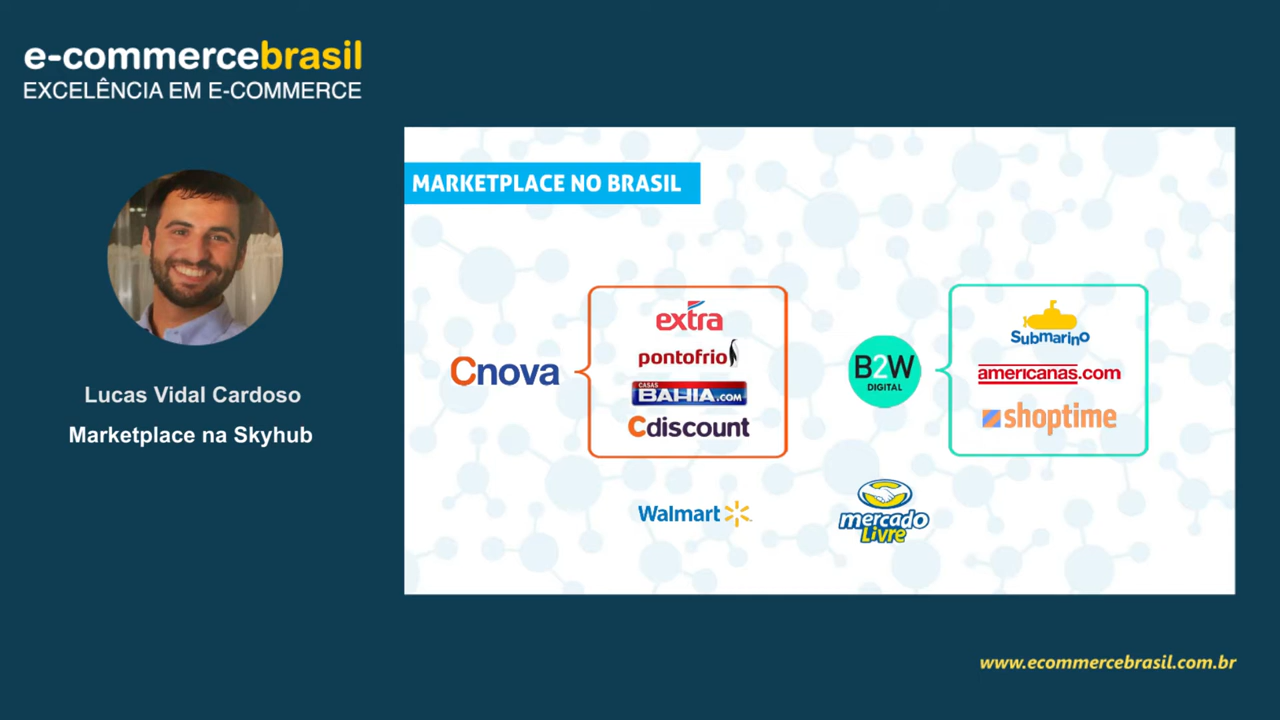 e-commercebrasil
EXCELÊNCIA EM E-COMMERCE
Lucas Vidal Cardoso
Marketplace na Skyhub
MARKETPLACE NO BRASIL
Cnova
extra
pontofrio
CASAS
BAHIA.COM
Cdiscount
B2W
DIGITAL
Submarino
americanas.com
shoptime
Walmart
mercado
Livre
www.ecommercebrasil.com.br